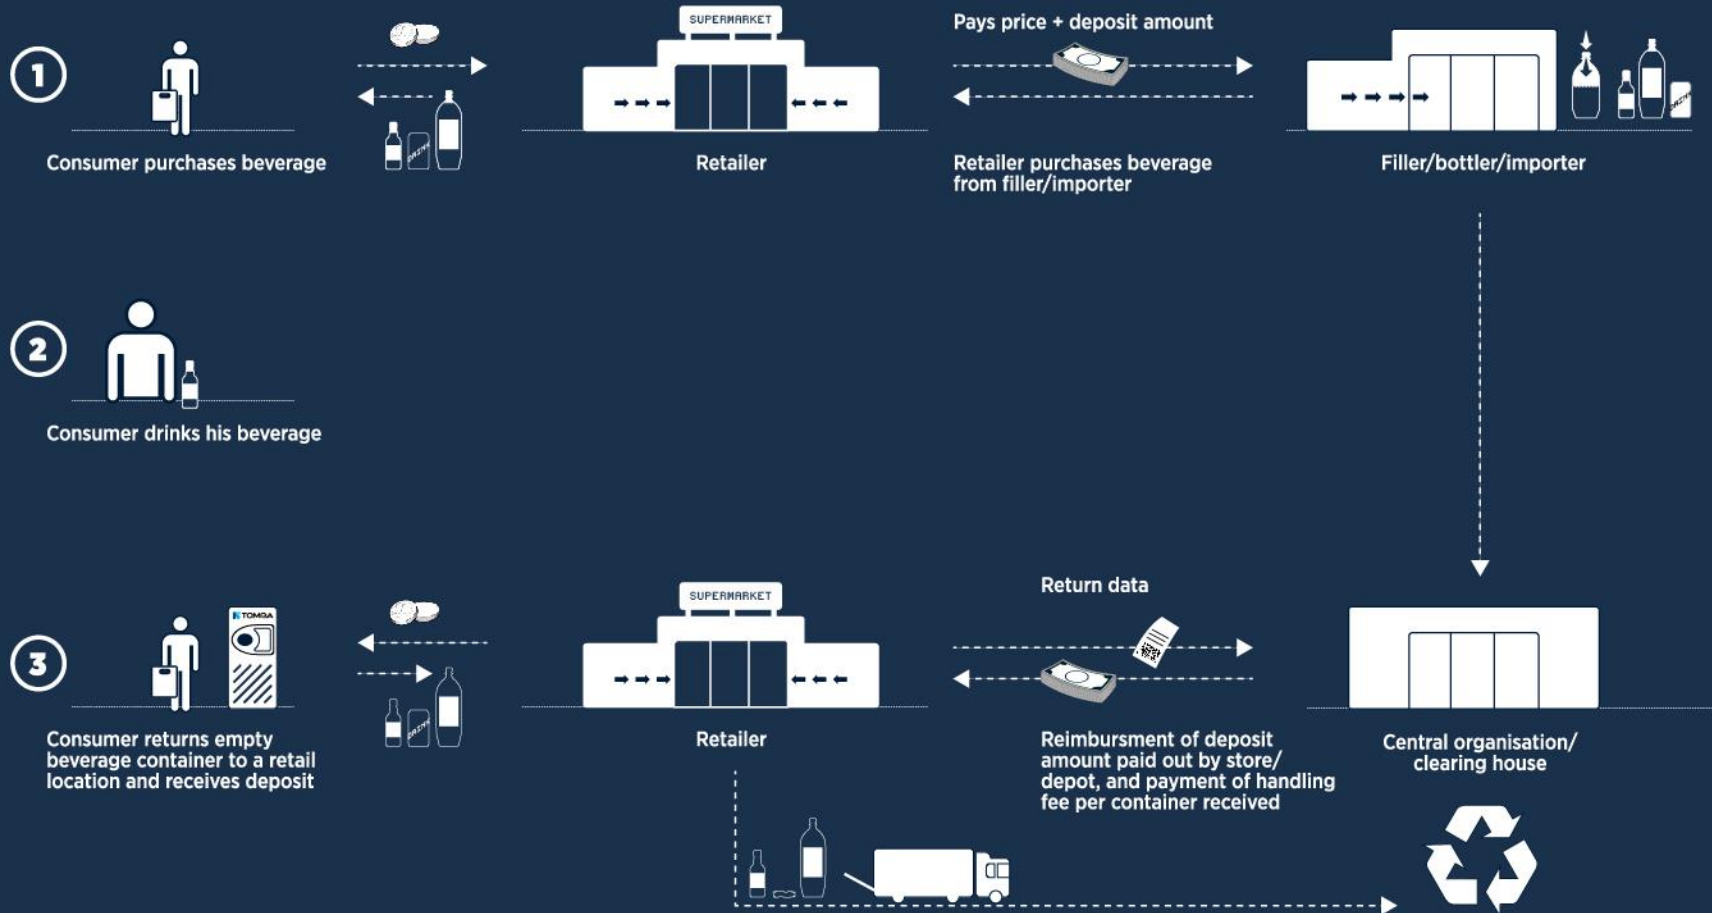 1
SUPERMARKET
Pays price + deposit amount
DRINK
DRINK
Consumer purchases beverage
Retailer
Retailer purchases beverage
from filler/importer
Filler/bottler/importer
2
Consumer drinks his beverage
3
TOMRA
SUPERMARKET
Return data
DRINK
Consumer returns empty
beverage container to a retail
location and receives deposit
Retailer
Reimbursment of deposit
amount paid out by store/
depot, and payment of handling
fee per container received
Central organisation/
clearing house